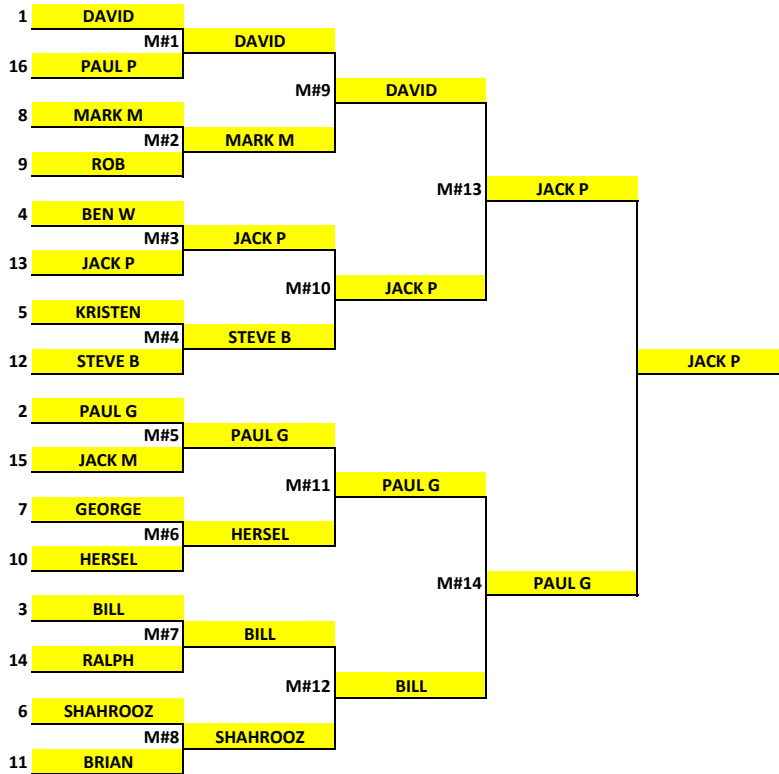 1 DAVID
M#1 DAVID
16 PAUL P
M#9 DAVID
8 MARK M
M#2 MARK M
9 ROB
M#13 JACK P
4 BEN W
M#3 JACK P
13 JACK P
M#10 JACK P
5 KRISTEN
M#4 STEVE B
12 STEVE B
JACK P
2 PAUL G
M#5 PAUL G
15 JACK M
M#11 PAUL G
7 GEORGE
M#6 HERSEL
10 HERSEL
M#14 PAUL G
3 BILL
M#7 BILL
14 RALPH
M#12 BILL
6 SHAHROOZ
M#8 SHAHROOZ
11 BRIAN